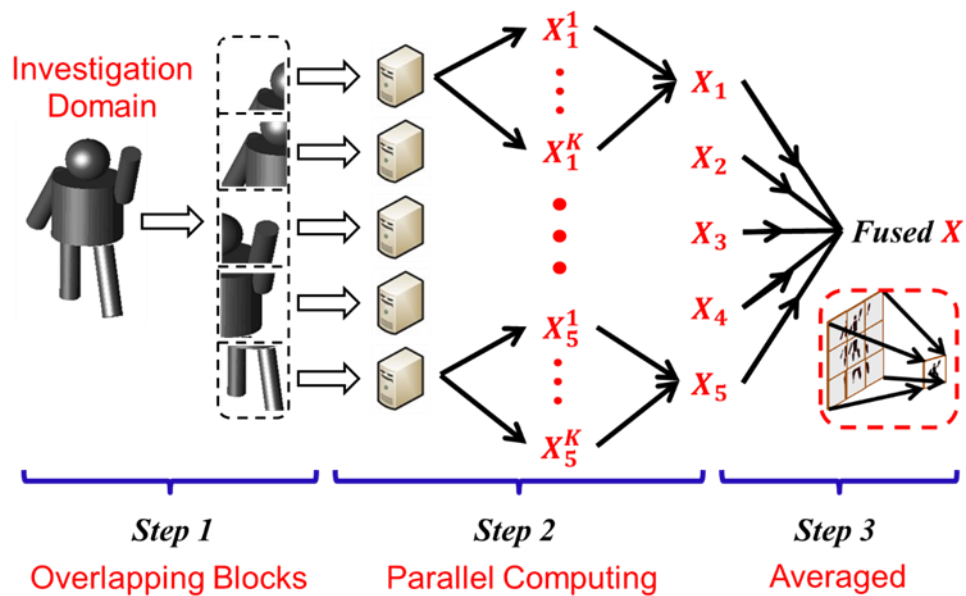 Investigation
Domain
X_1^1
X_1^K
X_5^1
X_5^K
X_1
X_2
X_3
X_4
X_5
Fused X
Step 1
Overlapping Blocks
Step 2
Parallel Computing
Step 3
Averaged